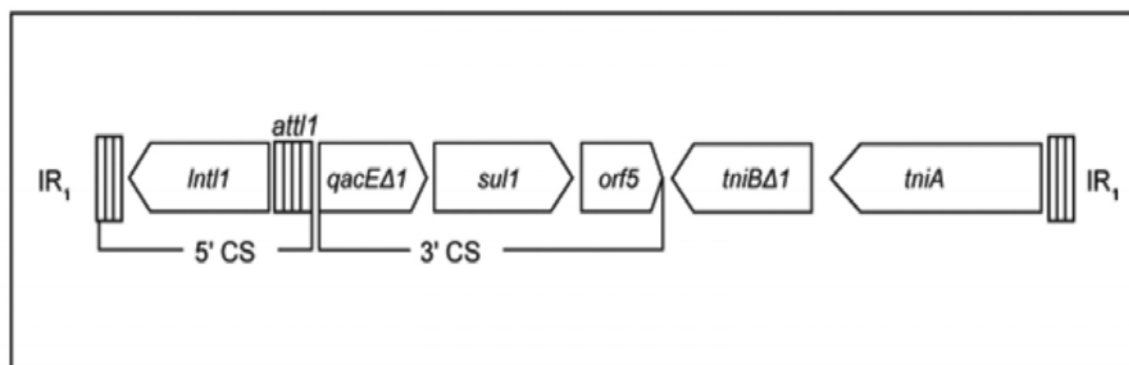 attI1
IR₁ IntI1 qacEΔ1 sul1 orf5 tniBΔ1 tniA IR₁
5' CS 3' CS